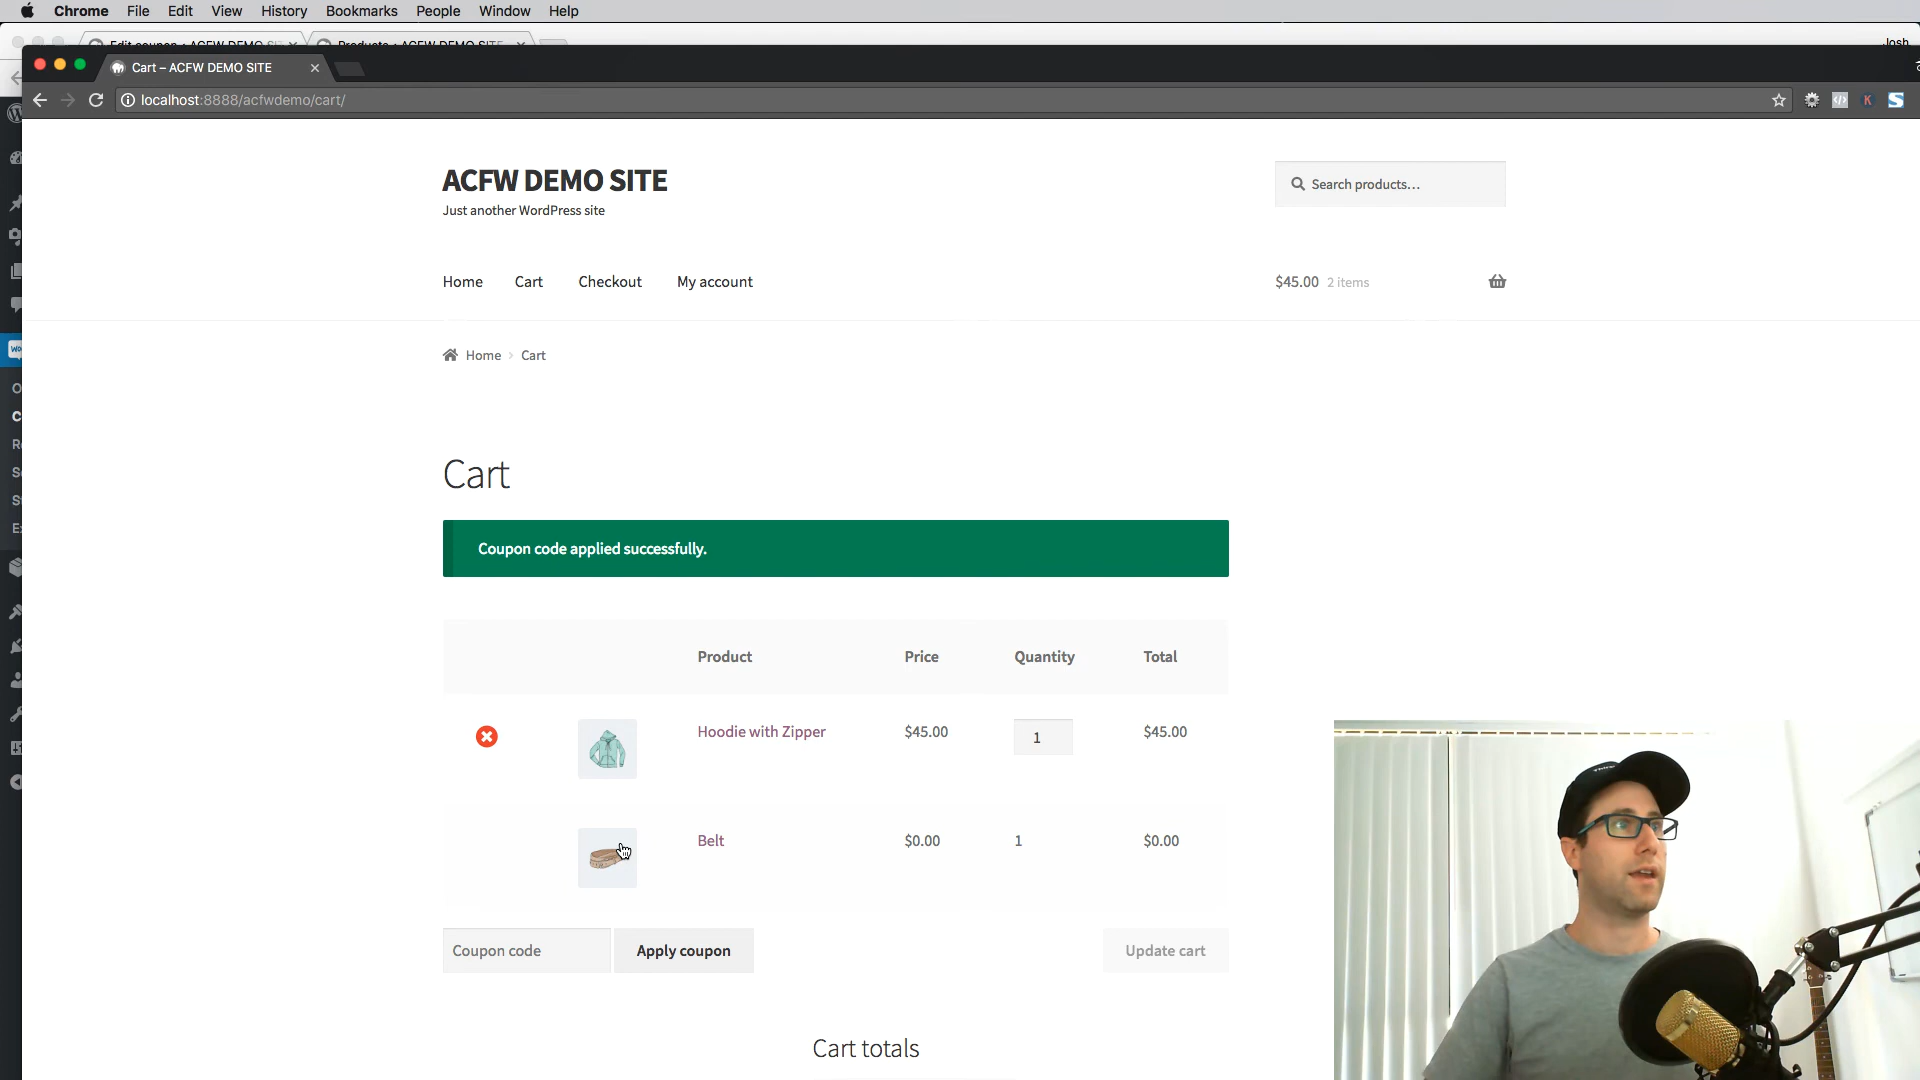 Chrome File Edit View History Bookmarks People Window Help
Josh
Cart – ACFW DEMO SITE
localhost:8888/acfwdemo/cart/
ACFW DEMO SITE
Just another WordPress site
Search products…
Home Cart Checkout My account
$45.00 2 items
Home Cart
Cart
Coupon code applied successfully.
Product Price Quantity Total
Hoodie with Zipper $45.00 1 $45.00
Belt $0.00 1 $0.00
Coupon code Apply coupon Update cart
Cart totals